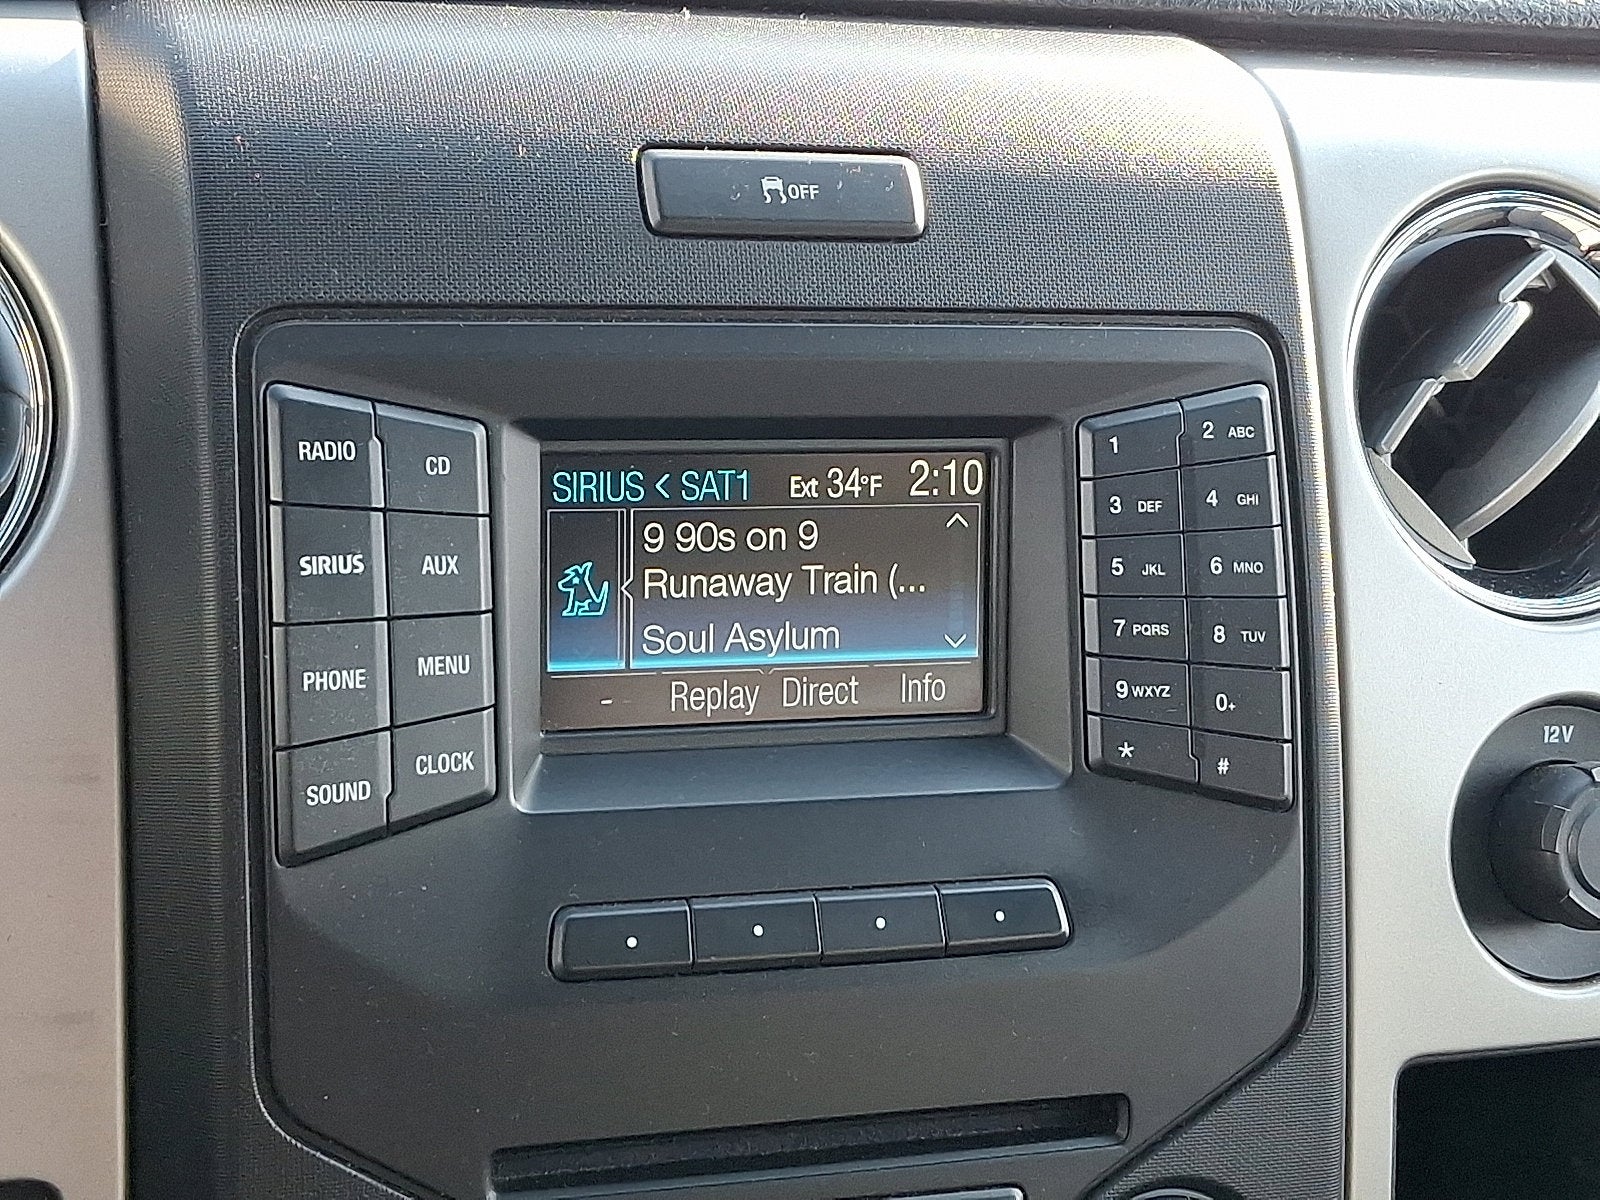 OFF
RADIO
CD
SIRIUS
AUX
PHONE
MENU
SOUND
CLOCK
SIRIUS < SAT1 Ext 34°F 2:10
9 90s on 9
Runaway Train (...
Soul Asylum
- Replay Direct Info
1
2 ABC
3 DEF
4 GHI
5 JKL
6 MNO
7 PQRS
8 TUV
9 WXYZ
0+
*
#
12V